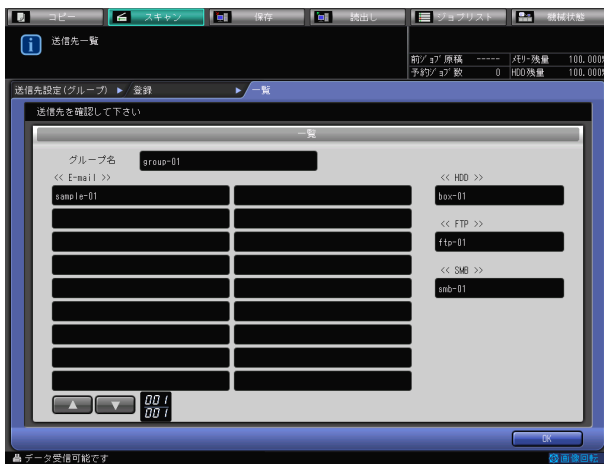 コピー スキャン 保存 読出し ジョブリスト 機械状態
送信先一覧
前ジョブ原稿 ----- メモリー残量 100.000%
予約ジョブ数 0 HDD残量 100.000%
送信先設定(グループ) ▶ 登録 ▶ 一覧
送信先を確認して下さい
一覧
グループ名 group-01
<< E-mail >> << HDD >>
sample-01 box-01
<< FTP >>
ftp-01
<< SMB >>
smb-01
001
001
OK
データ受信可能です 画像回転